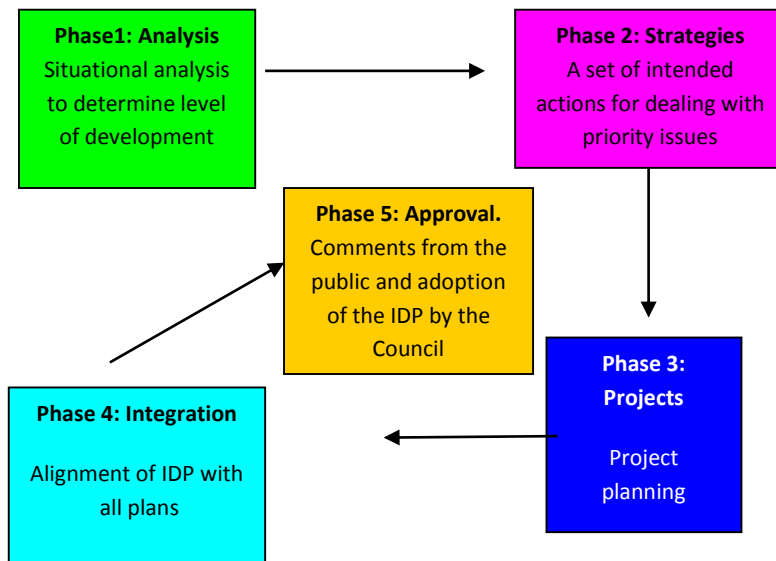 Phase1: Analysis
Situational analysis
to determine level
of development
Phase 2: Strategies
A set of intended
actions for dealing with
priority issues
Phase 3:
Projects
Project
planning
Phase 4: Integration
Alignment of IDP with
all plans
Phase 5: Approval.
Comments from the
public and adoption
of the IDP by the
Council